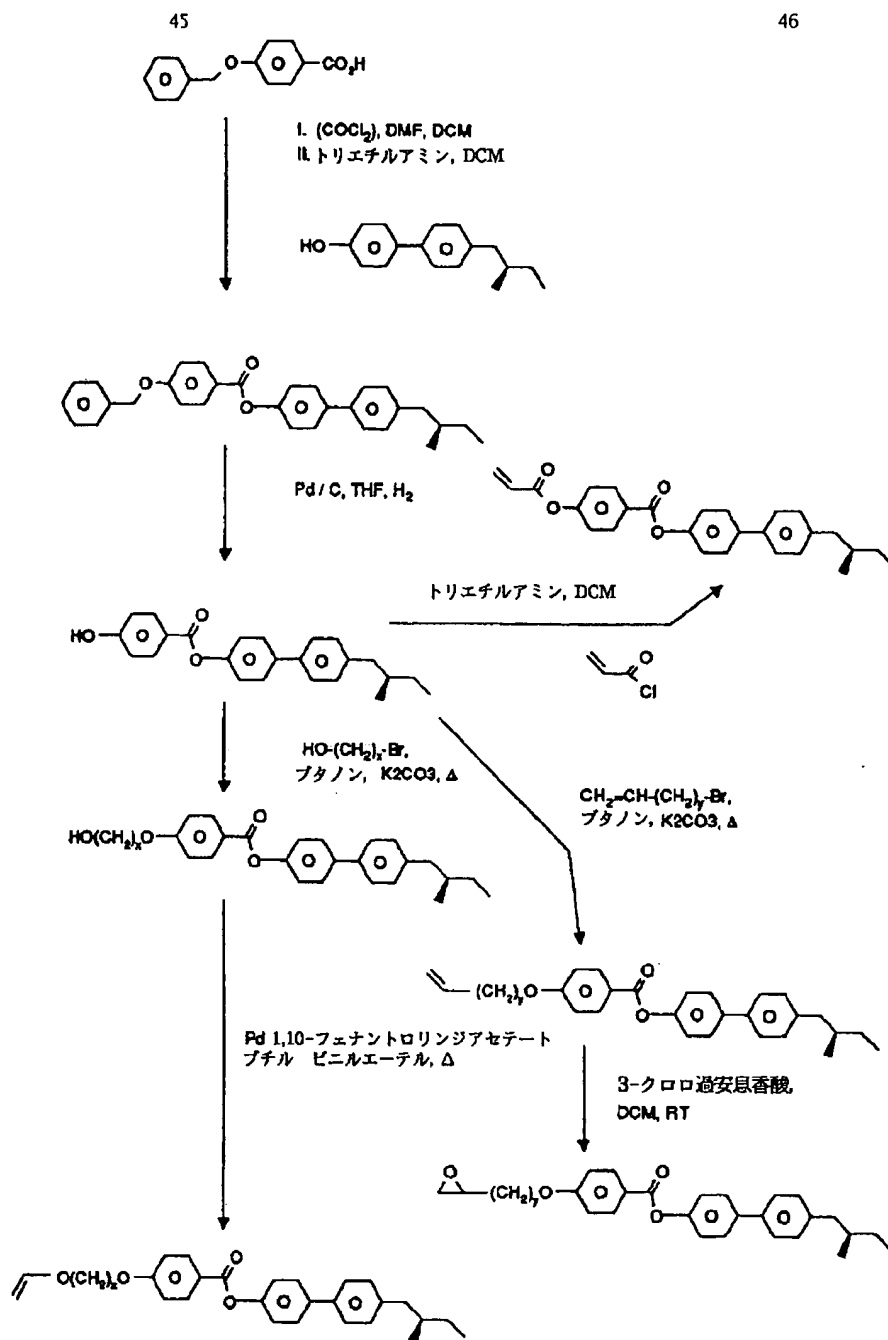 45
46
O
CO₂H
O
O
I. (COCl₂), DMF, DCM
II. トリエチルアミン, DCM
HO
O
O
O
O
O
O
O
O
O
Pd / C, THF, H₂
O
O
O
O
O
O
O
トリエチルアミン, DCM
HO
O
O
O
O
O
O
Cl
HO-(CH₂)ₓ-Br,
ブタノン, K2CO3, Δ
CH₂=CH-(CH₂)ᵧ-Br,
ブタノン, K2CO3, Δ
HO(CH₂)ₓO
O
O
O
O
O
(CH₂)ᵧO
O
O
O
O
O
Pd 1,10-フェナントロリンジアセテート
ブチル ビニルエーテル, Δ
3-クロロ過安息香酸,
DCM, RT
O
(CH₂)ᵧO
O
O
O
O
O
O(CH₂)ₓO
O
O
O
O
O